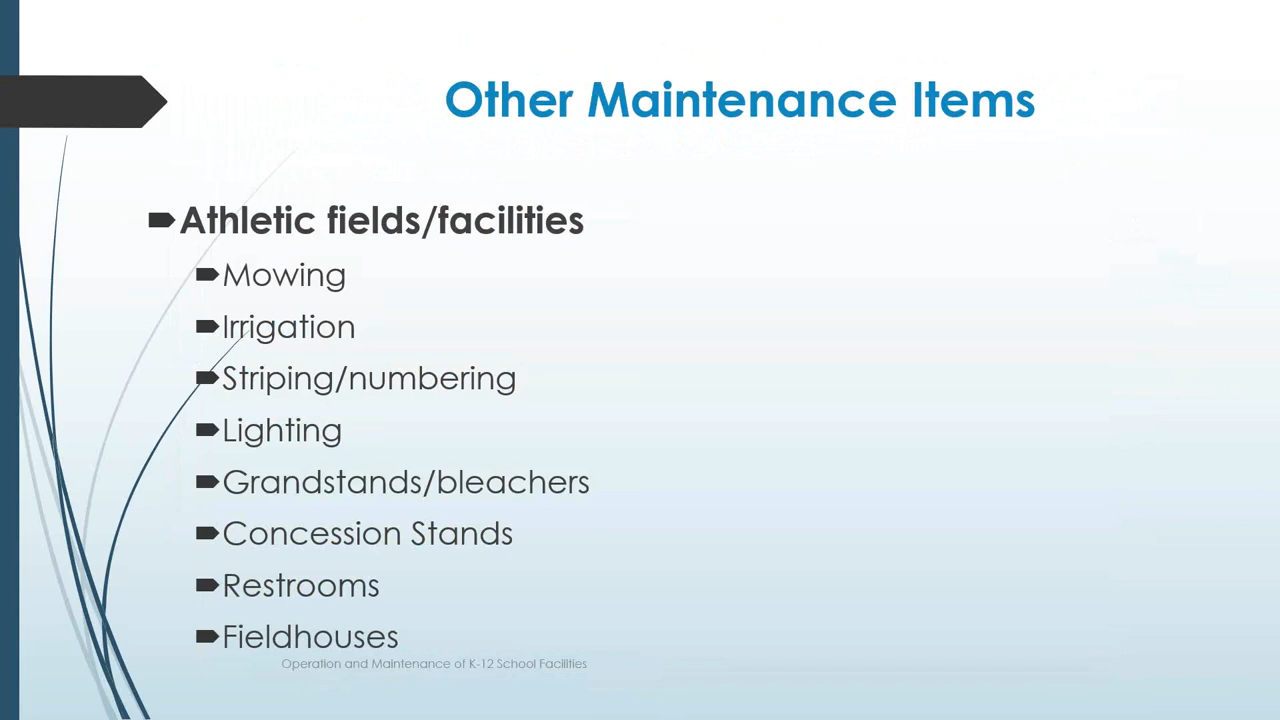 Other Maintenance Items
Athletic fields/facilities
Mowing
Irrigation
Striping/numbering
Lighting
Grandstands/bleachers
Concession Stands
Restrooms
Fieldhouses
Operation and Maintenance of K-12 School Facilities